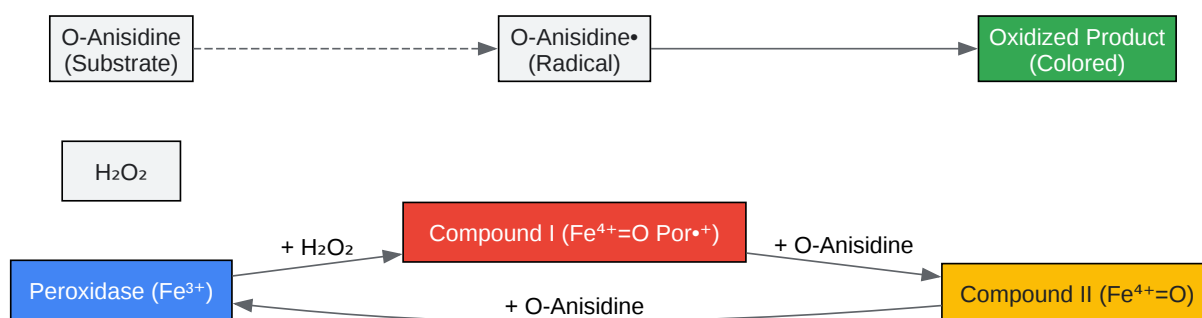 O-Anisidine
(Substrate)
O-Anisidine•
(Radical)
Oxidized Product
(Colored)
H₂O₂
Compound I (Fe⁴⁺=O Por•⁺)
+ H₂O₂
+ O-Anisidine
Peroxidase (Fe³⁺)
+ O-Anisidine
Compound II (Fe⁴⁺=O)